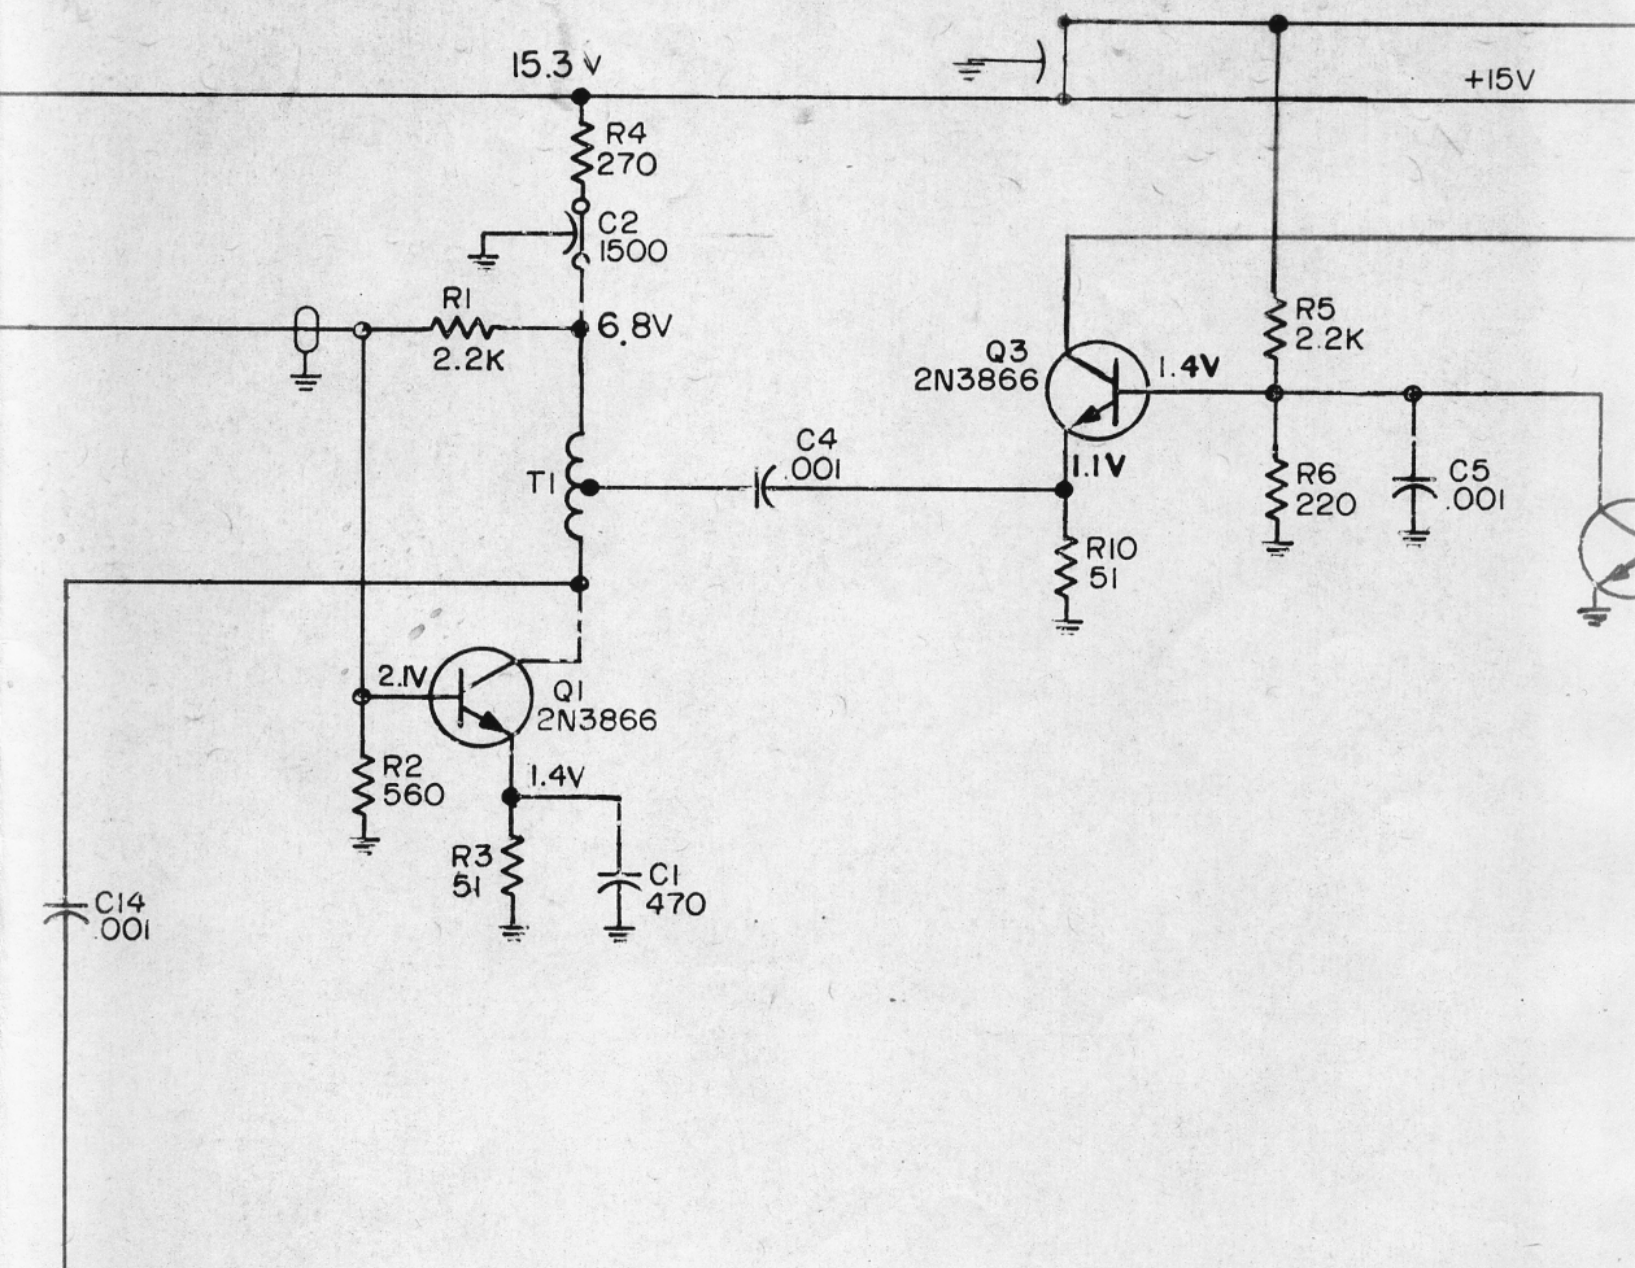 15.3 V
+15V
R4
270
C2
1500
R1
2.2K
6.8V
R5
2.2K
Q3
2N3866
1.4V
C4
.001
1.1V
T1
R6
220
C5
.001
R10
51
2.1V
Q1
2N3866
R2
560
1.4V
R3
51
C1
470
C14
.001